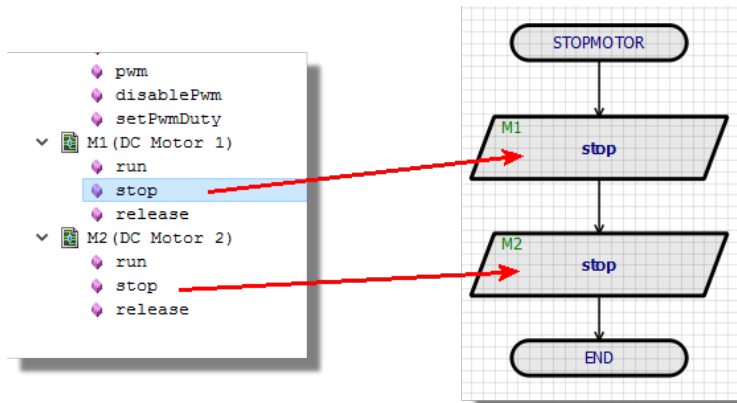 pwm
disablePwm
setPwmDuty
M1(DC Motor 1)
run
stop
release
M2(DC Motor 2)
run
stop
release
STOPMOTOR
M1
stop
M2
stop
END